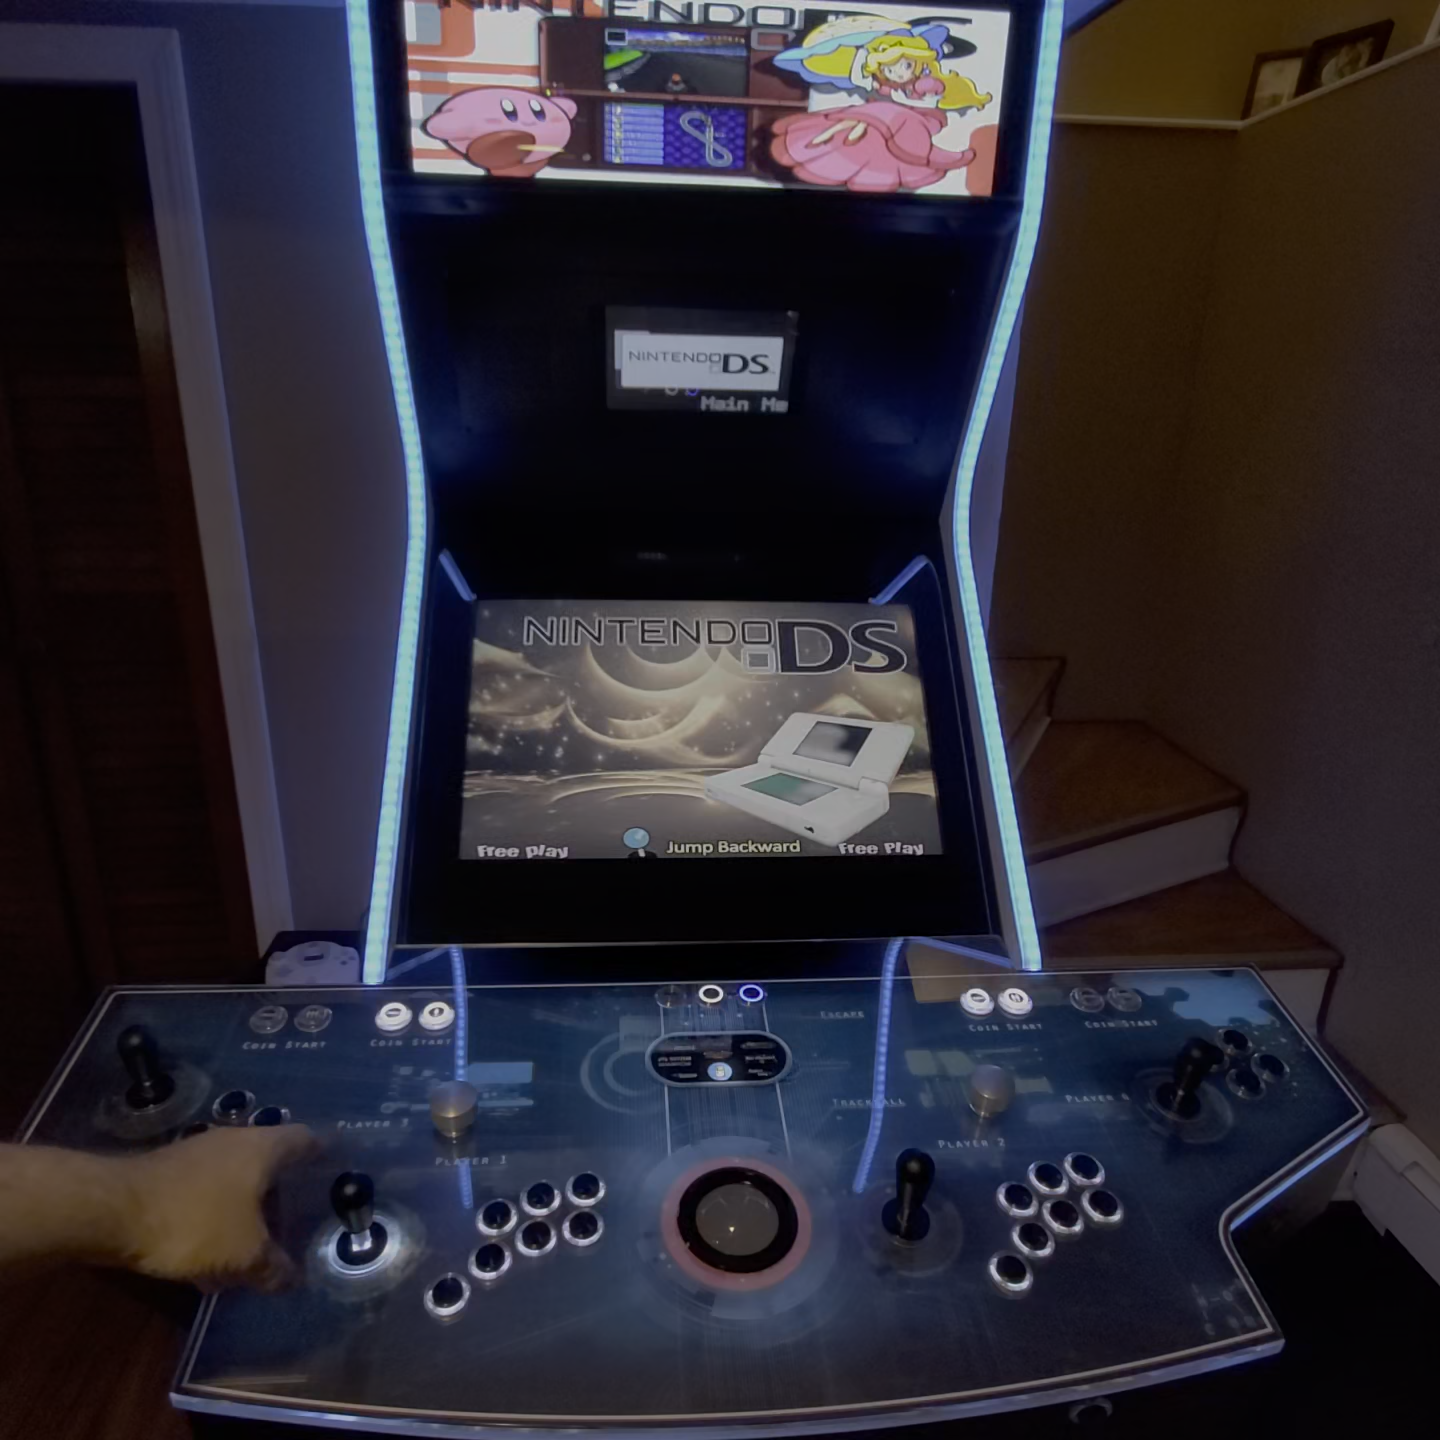 NINTENDO DS
NINTENDO DS
Main Me
NINTENDO DS
Free play
Jump Backward
Free Play
COIN START
COIN START
ESCAPE
COIN START
COIN START
PLAYER 3
TRACKBALL
PLAYER 4
PLAYER 1
PLAYER 2